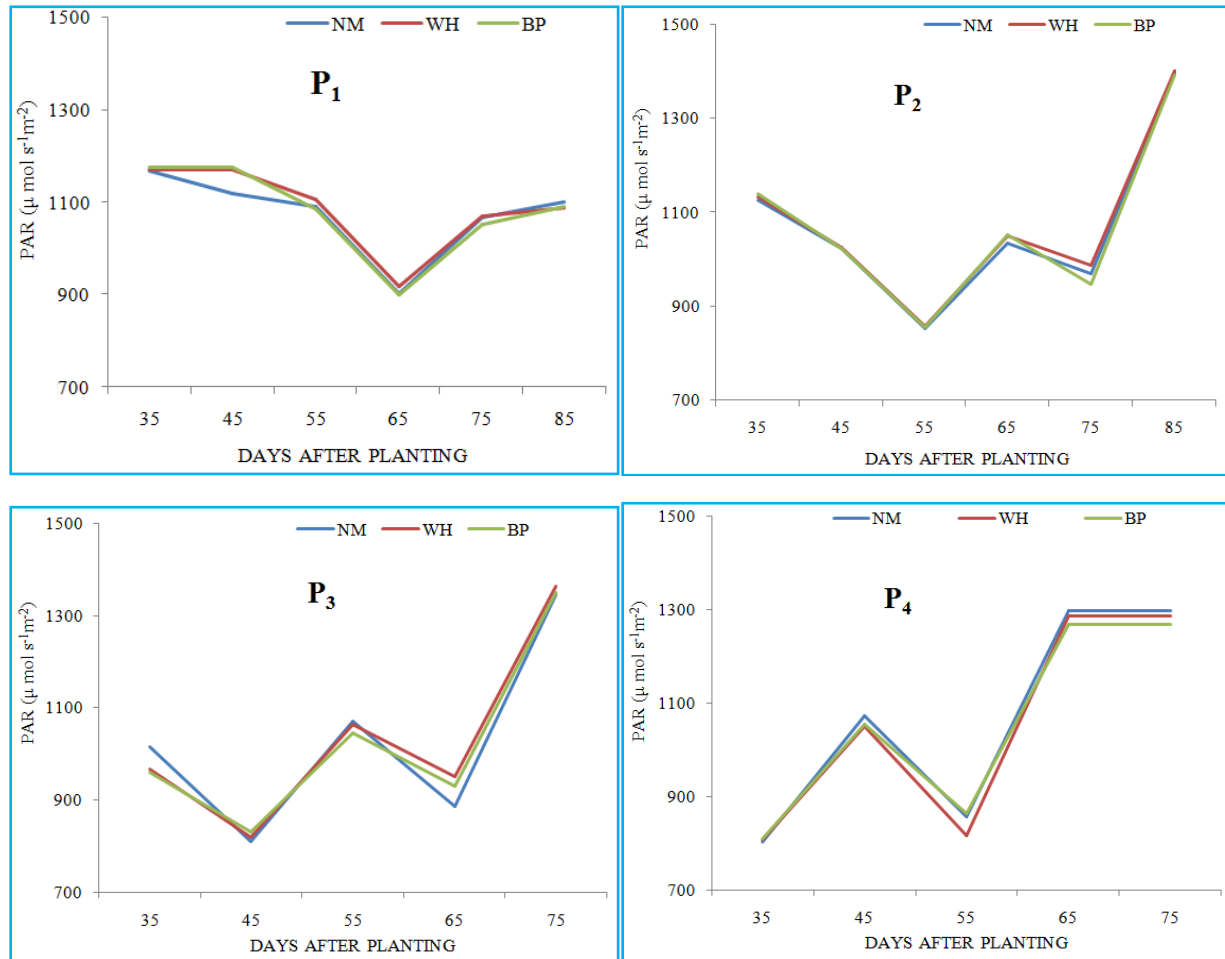 NM WH BP
P1
PAR (µ mol s-1m-2)
1500
1300
1100
900
700
35 45 55 65 75 85
DAYS AFTER PLANTING
NM WH BP
P2
PAR (µ mol s-1m-2)
1500
1300
1100
900
700
35 45 55 65 75 85
DAYS AFTER PLANTING
NM WH BP
P3
PAR (µ mol s-1m-2)
1500
1300
1100
900
700
35 45 55 65 75
DAYS AFTER PLANTING
NM WH BP
P4
PAR (µ mol s-1m-2)
1500
1300
1100
900
700
35 45 55 65 75
DAYS AFTER PLANTING